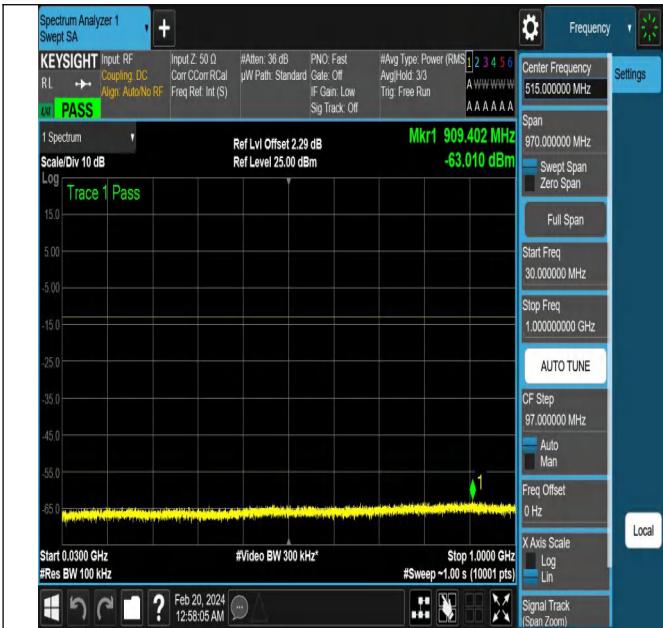 Spectrum Analyzer 1
Swept SA
+
Frequency
KEYSIGHT
RL
PASS
Input: RF
Coupling: DC
Align: Auto/No RF
Input Z: 50 Ω
Corr CCorr RCal
Freq Ref: Int (S)
#Atten: 36 dB
µW Path: Standard
PNO: Fast
Gate: Off
IF Gain: Low
Sig Track: Off
#Avg Type: Power (RMS
Avg|Hold: 3/3
Trig: Free Run
1 2 3 4 5 6
A W W W W W
A A A A A A
1 Spectrum
Scale/Div 10 dB
Ref Lvl Offset 2.29 dB
Ref Level 25.00 dBm
Mkr1 909.402 MHz
-63.010 dBm
Log
Trace 1 Pass
15.0
5.00
-5.00
-15.0
-25.0
-35.0
-45.0
-55.0
-65.0
1
Start 0.0300 GHz
#Res BW 100 kHz
#Video BW 300 kHz*
Stop 1.0000 GHz
#Sweep ~1.00 s (10001 pts)
Feb 20, 2024
12:58:05 AM
Center Frequency
515.000000 MHz
Settings
Span
970.000000 MHz
Swept Span
Zero Span
Full Span
Start Freq
30.000000 MHz
Stop Freq
1.000000000 GHz
AUTO TUNE
CF Step
97.000000 MHz
Auto
Man
Freq Offset
0 Hz
X Axis Scale
Log
Lin
Local
Signal Track
(Span Zoom)